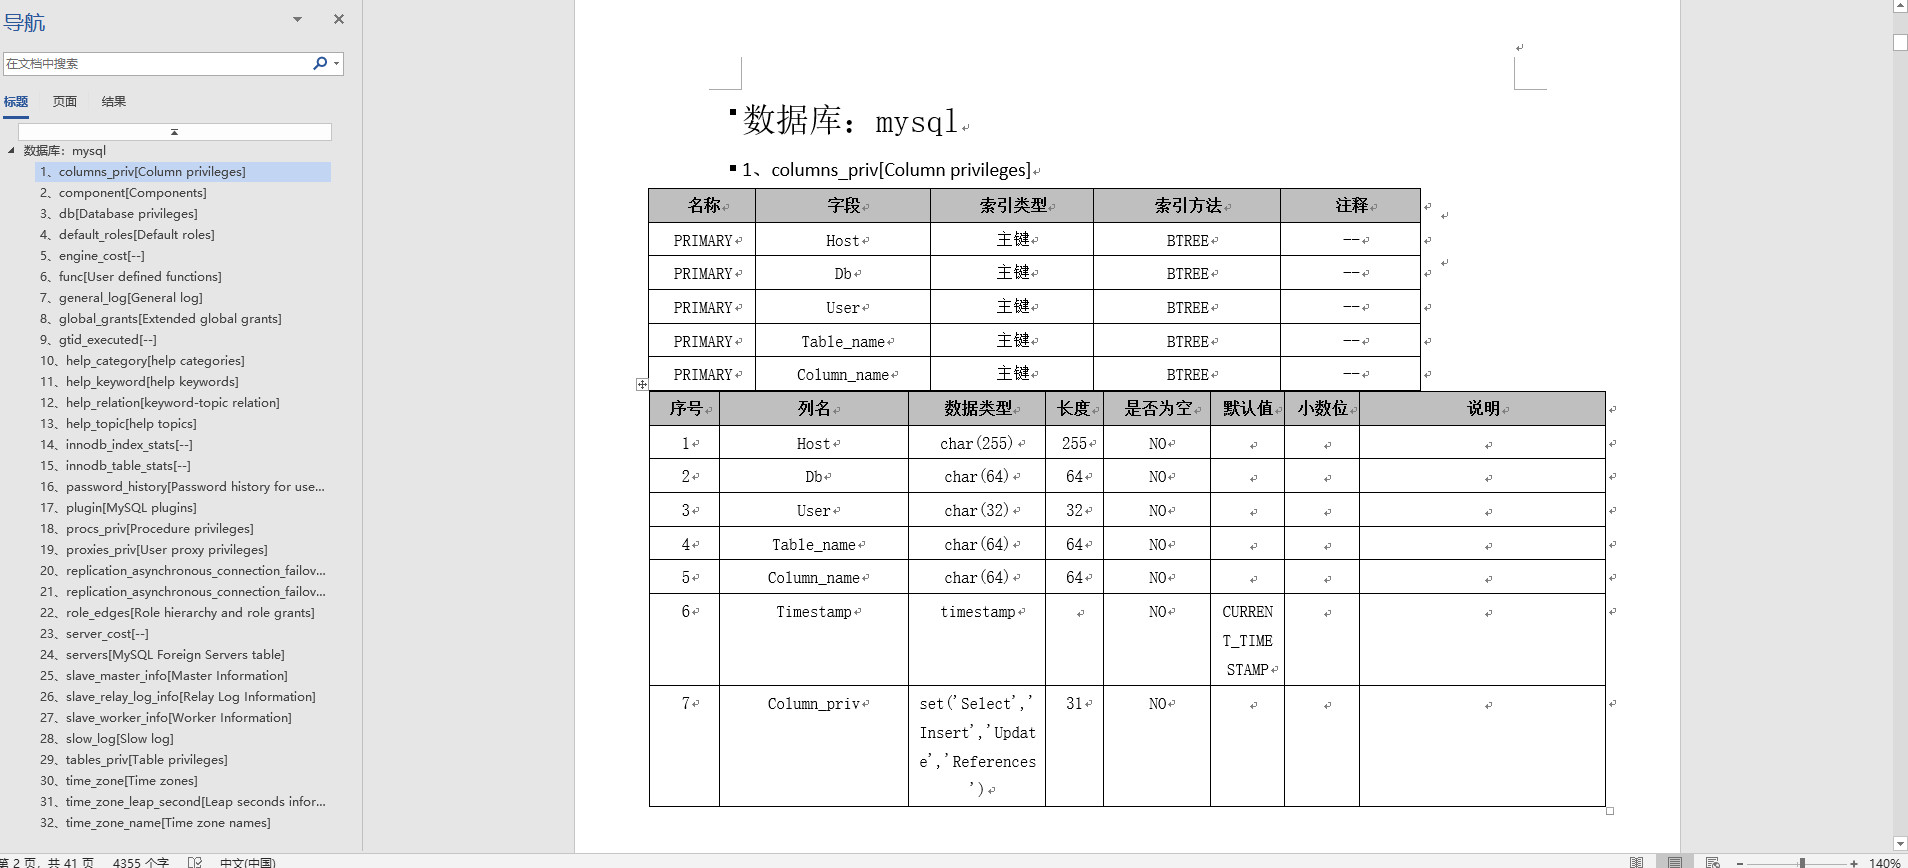 导航
在文档中搜索
标题 页面 结果
数据库：mysql
1、columns_priv[Column privileges]
2、component[Components]
3、db[Database privileges]
4、default_roles[Default roles]
5、engine_cost[--]
6、func[User defined functions]
7、general_log[General log]
8、global_grants[Extended global grants]
9、gtid_executed[--]
10、help_category[help categories]
11、help_keyword[help keywords]
12、help_relation[keyword-topic relation]
13、help_topic[help topics]
14、innodb_index_stats[--]
15、innodb_table_stats[--]
16、password_history[Password history for use...
17、plugin[MySQL plugins]
18、procs_priv[Procedure privileges]
19、proxies_priv[User proxy privileges]
20、replication_asynchronous_connection_failov...
21、replication_asynchronous_connection_failov...
22、role_edges[Role hierarchy and role grants]
23、server_cost[--]
24、servers[MySQL Foreign Servers table]
25、slave_master_info[Master Information]
26、slave_relay_log_info[Relay Log Information]
27、slave_worker_info[Worker Information]
28、slow_log[Slow log]
29、tables_priv[Table privileges]
30、time_zone[Time zones]
31、time_zone_leap_second[Leap seconds infor...
32、time_zone_name[Time zone names]
数据库：mysql
1、columns_priv[Column privileges]
名称 字段 索引类型 索引方法 注释
PRIMARY Host 主键 BTREE --
PRIMARY Db 主键 BTREE --
PRIMARY User 主键 BTREE --
PRIMARY Table_name 主键 BTREE --
PRIMARY Column_name 主键 BTREE --
序号 列名 数据类型 长度 是否为空 默认值 小数位 说明
1 Host char(255) 255 NO
2 Db char(64) 64 NO
3 User char(32) 32 NO
4 Table_name char(64) 64 NO
5 Column_name char(64) 64 NO
6 Timestamp timestamp NO CURREN
T_TIME
STAMP
7 Column_priv set('Select',' 31 NO
Insert','Updat
e','References
')
第 2 页，共 41 页 4355 个字 中文(中国) 140%